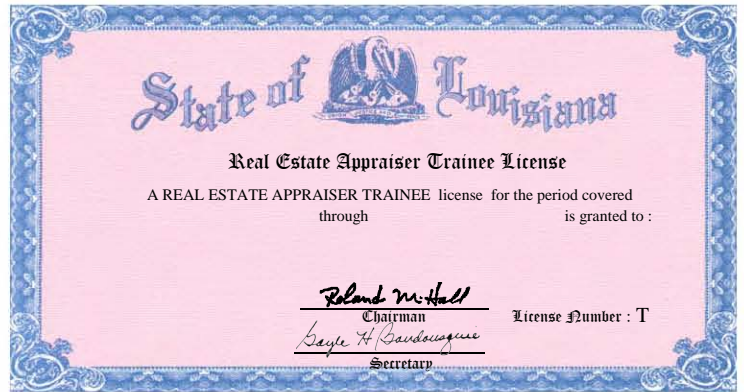 State of Louisiana
Real Estate Appraiser Trainee License
A REAL ESTATE APPRAISER TRAINEE license for the period covered
through is granted to :
Roland M. Hall
Chairman License Number : T
Gayle H
Secretary